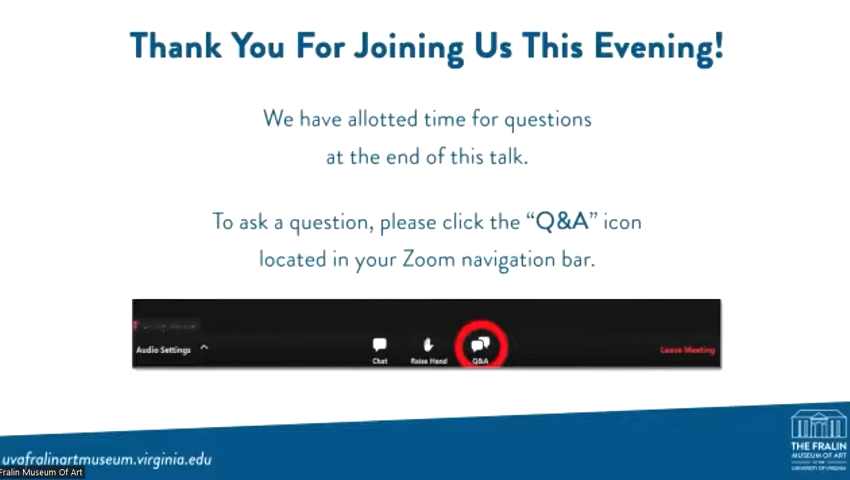 Thank You For Joining Us This Evening!
We have allotted time for questions
at the end of this talk.
To ask a question, please click the “Q&A” icon
located in your Zoom navigation bar.
Audio Settings
Chat
Raise Hand
Q&A
Leave Meeting
uvafralinartmuseum.virginia.edu
Fralin Museum Of Art
THE FRALIN
MUSEUM OF ART
UNIVERSITY OF VIRGINIA